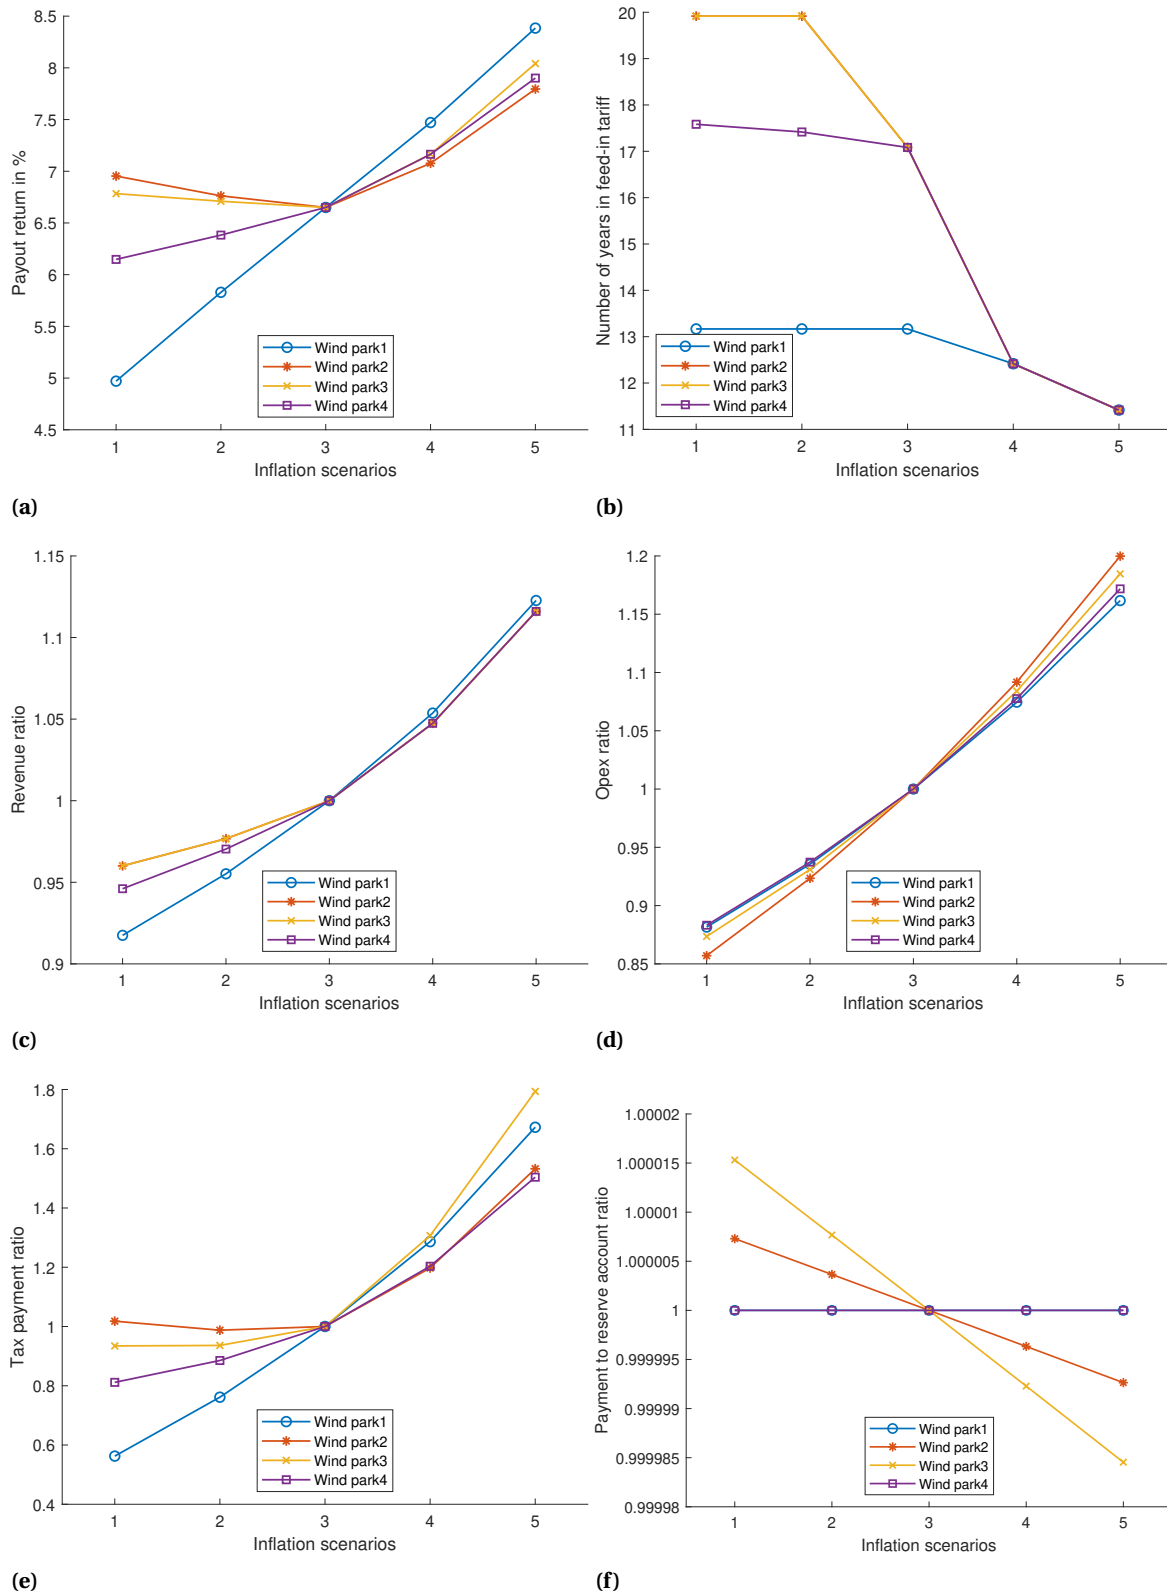 8.5
8
7.5
7
6.5
6
5.5
5
4.5
Payout return in %
Wind park1
Wind park2
Wind park3
Wind park4
1 2 3 4 5
Inflation scenarios
(a)
20
19
18
17
16
15
14
13
12
11
Number of years in feed-in tariff
Wind park1
Wind park2
Wind park3
Wind park4
1 2 3 4 5
Inflation scenarios
(b)
1.15
1.1
1.05
1
0.95
0.9
Revenue ratio
Wind park1
Wind park2
Wind park3
Wind park4
1 2 3 4 5
Inflation scenarios
(c)
1.2
1.15
1.1
1.05
1
0.95
0.9
0.85
Opex ratio
Wind park1
Wind park2
Wind park3
Wind park4
1 2 3 4 5
Inflation scenarios
(d)
1.8
1.6
1.4
1.2
1
0.8
0.6
0.4
Tax payment ratio
Wind park1
Wind park2
Wind park3
Wind park4
1 2 3 4 5
Inflation scenarios
(e)
1.00002
1.000015
1.00001
1.000005
1
0.999995
0.99999
0.999985
0.99998
Payment to reserve account ratio
Wind park1
Wind park2
Wind park3
Wind park4
1 2 3 4 5
Inflation scenarios
(f)